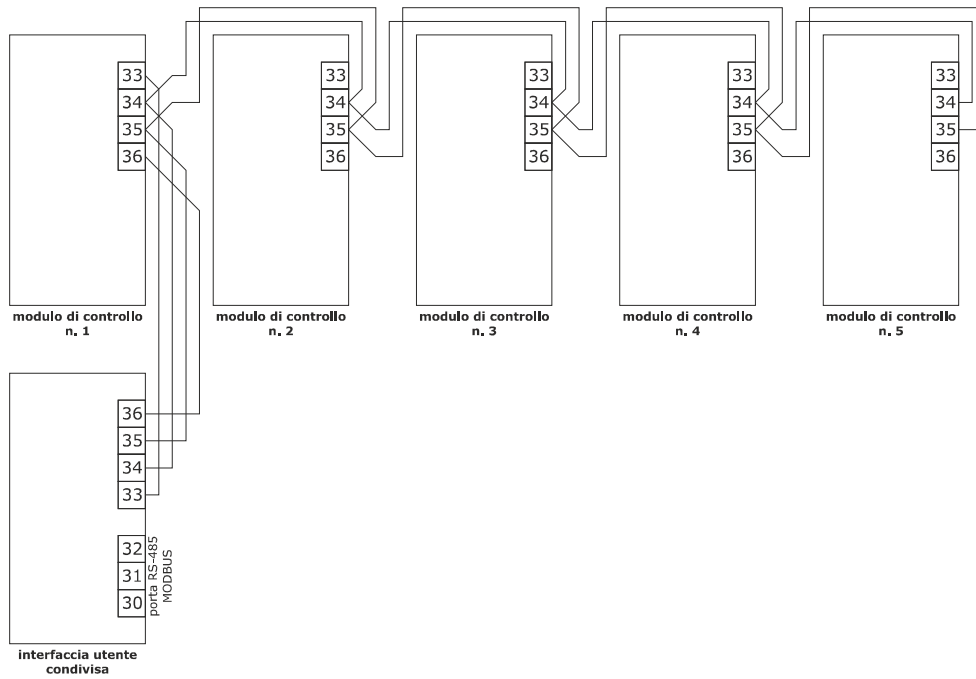 33
34
35
36
modulo di controllo
n. 1
33
34
35
36
modulo di controllo
n. 2
33
34
35
36
modulo di controllo
n. 3
33
34
35
36
modulo di controllo
n. 4
33
34
35
36
modulo di controllo
n. 5
36
35
34
33
32
31
30
porta RS-485
MODBUS
interfaccia utente
condivisa